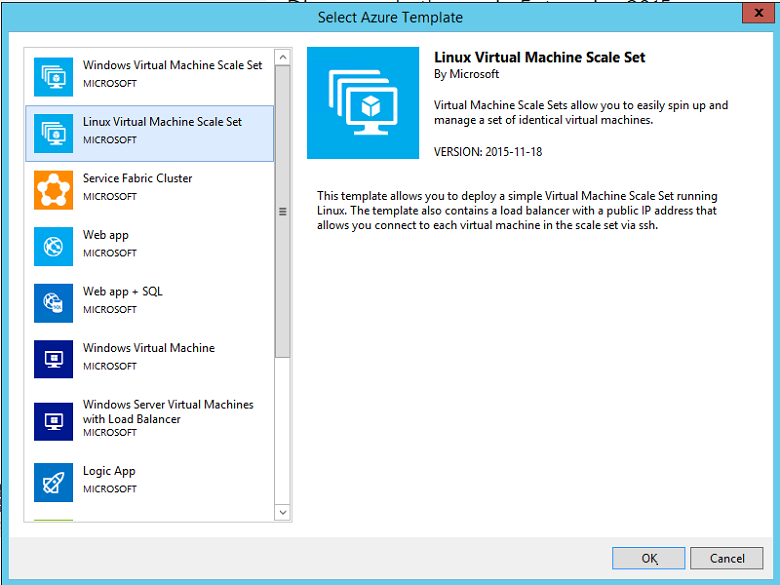 Select Azure Template
x
Windows Virtual Machine Scale Set
MICROSOFT
Linux Virtual Machine Scale Set
MICROSOFT
Service Fabric Cluster
MICROSOFT
Web app
MICROSOFT
Web app + SQL
MICROSOFT
Windows Virtual Machine
MICROSOFT
Windows Server Virtual Machines
with Load Balancer
MICROSOFT
Logic App
MICROSOFT
Linux Virtual Machine Scale Set
By Microsoft
Virtual Machine Scale Sets allow you to easily spin up and
manage a set of identical virtual machines.
VERSION: 2015-11-18
This template allows you to deploy a simple Virtual Machine Scale Set running
Linux. The template also contains a load balancer with a public IP address that
allows you connect to each virtual machine in the scale set via ssh.
OK
Cancel